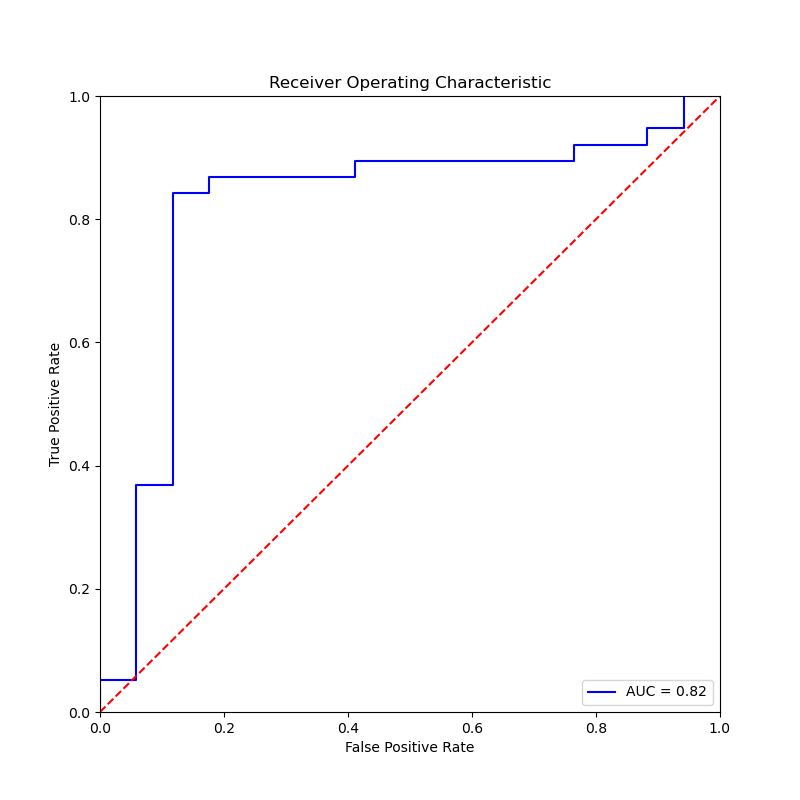 Receiver Operating Characteristic
1.0
0.8
0.6
0.4
0.2
0.0
True Positive Rate
AUC = 0.82
0.0 0.2 0.4 0.6 0.8 1.0
False Positive Rate